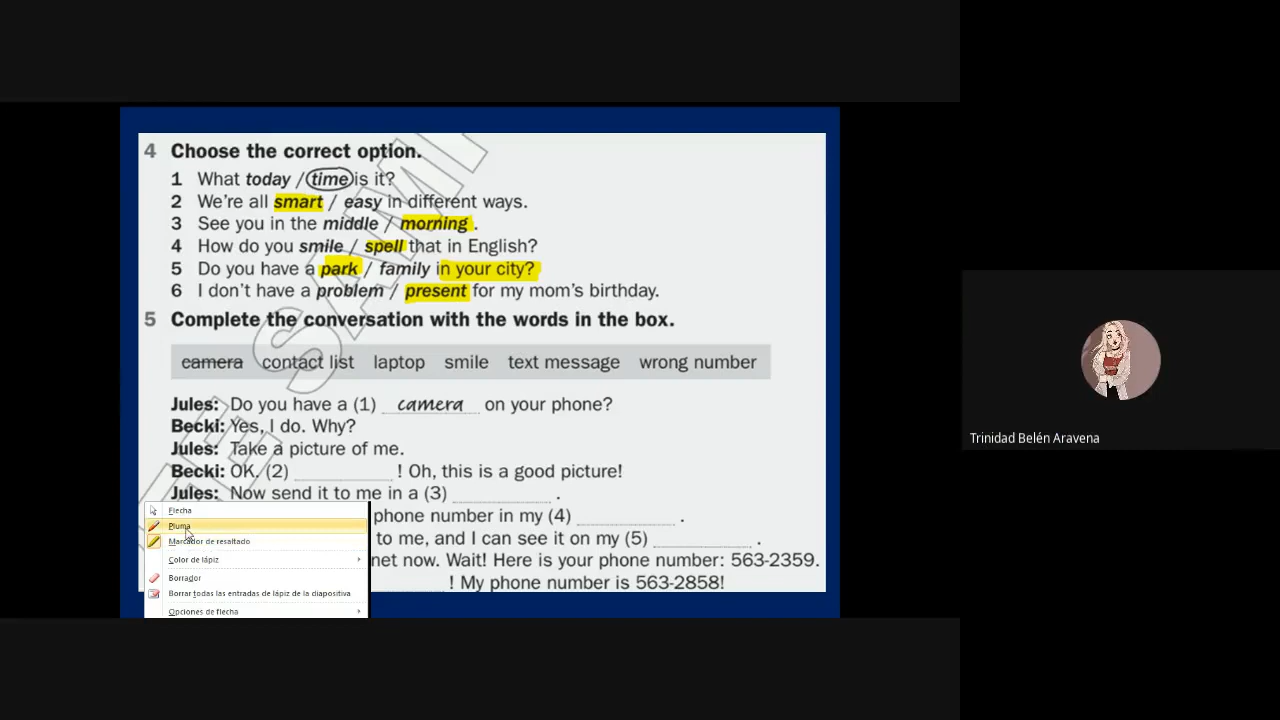 4 Choose the correct option.
1 What today / time is it?
2 We're all smart / easy in different ways.
3 See you in the middle / morning .
4 How do you smile / spell that in English?
5 Do you have a park / family in your city?
6 I don't have a problem / present for my mom's birthday.
5 Complete the conversation with the words in the box.
camera contact list laptop smile text message wrong number
Jules: Do you have a (1) camera on your phone?
Becki: Yes, I do. Why?
Jules: Take a picture of me.
Becki: OK. (2) ! Oh, this is a good picture!
Jules: Now send it to me in a (3) .
phone number in my (4) .
to me, and I can see it on my (5) .
net now. Wait! Here is your phone number: 563-2359.
! My phone number is 563-2858!
Flecha
Pluma
Marcador de resaltado
Color de lápiz
Borrador
Borrar todas las entradas de lápiz de la diapositiva
Opciones de flecha
Trinidad Belén Aravena